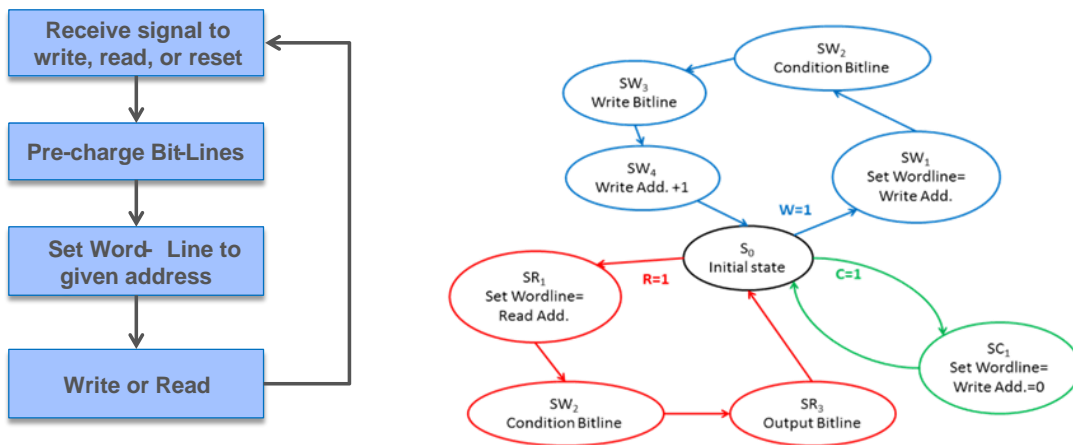 Receive signal to
write, read, or reset
Pre-charge Bit-Lines
Set Word- Line to
given address
Write or Read
SW₂
Condition Bitline
SW₃
Write Bitline
SW₄
Write Add. +1
SW₁
Set Wordline=
Write Add.
W=1
S₀
Initial state
R=1
C=1
SR₁
Set Wordline=
Read Add.
SC₁
Set Wordline=
Write Add.=0
SW₂
Condition Bitline
SR₃
Output Bitline